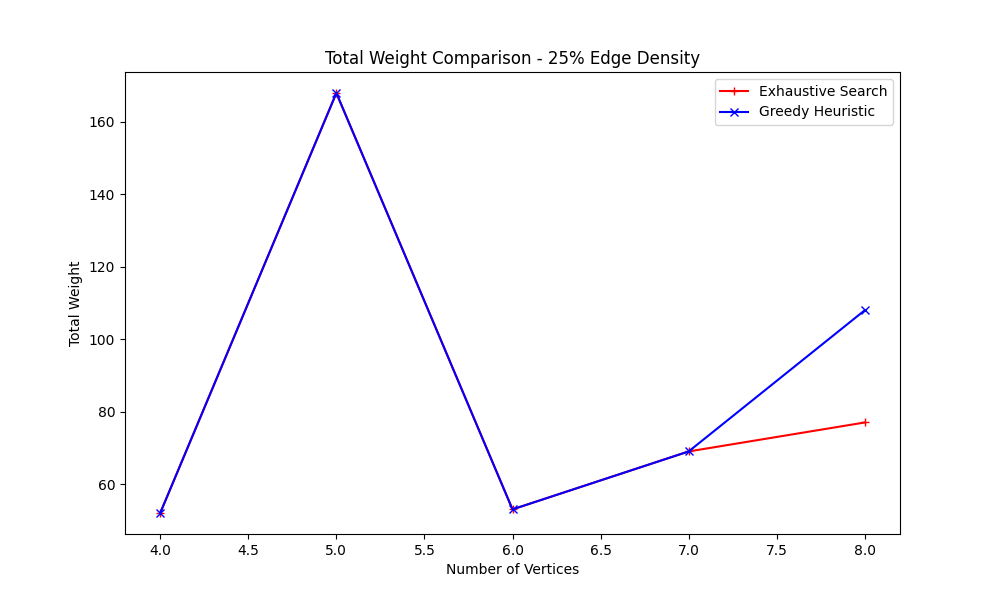 Total Weight Comparison - 25% Edge Density
Exhaustive Search
Greedy Heuristic
Total Weight
160
140
120
100
80
60
4.0 4.5 5.0 5.5 6.0 6.5 7.0 7.5 8.0
Number of Vertices